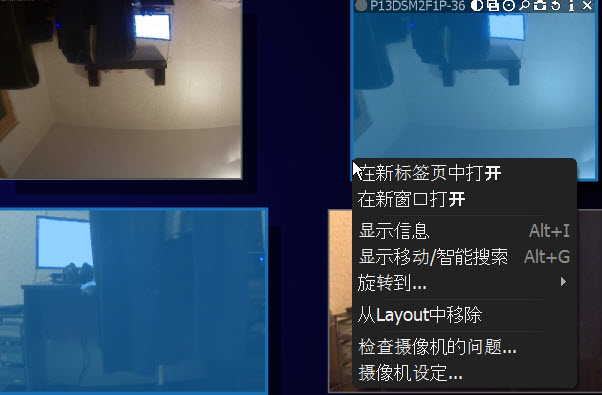 P13DSM2F1P-36
在新标签页中打开
在新窗口打开
显示信息 Alt+I
显示移动/智能搜索 Alt+G
旋转到...
从Layout中移除
检查摄像机的问题...
摄像机设定...